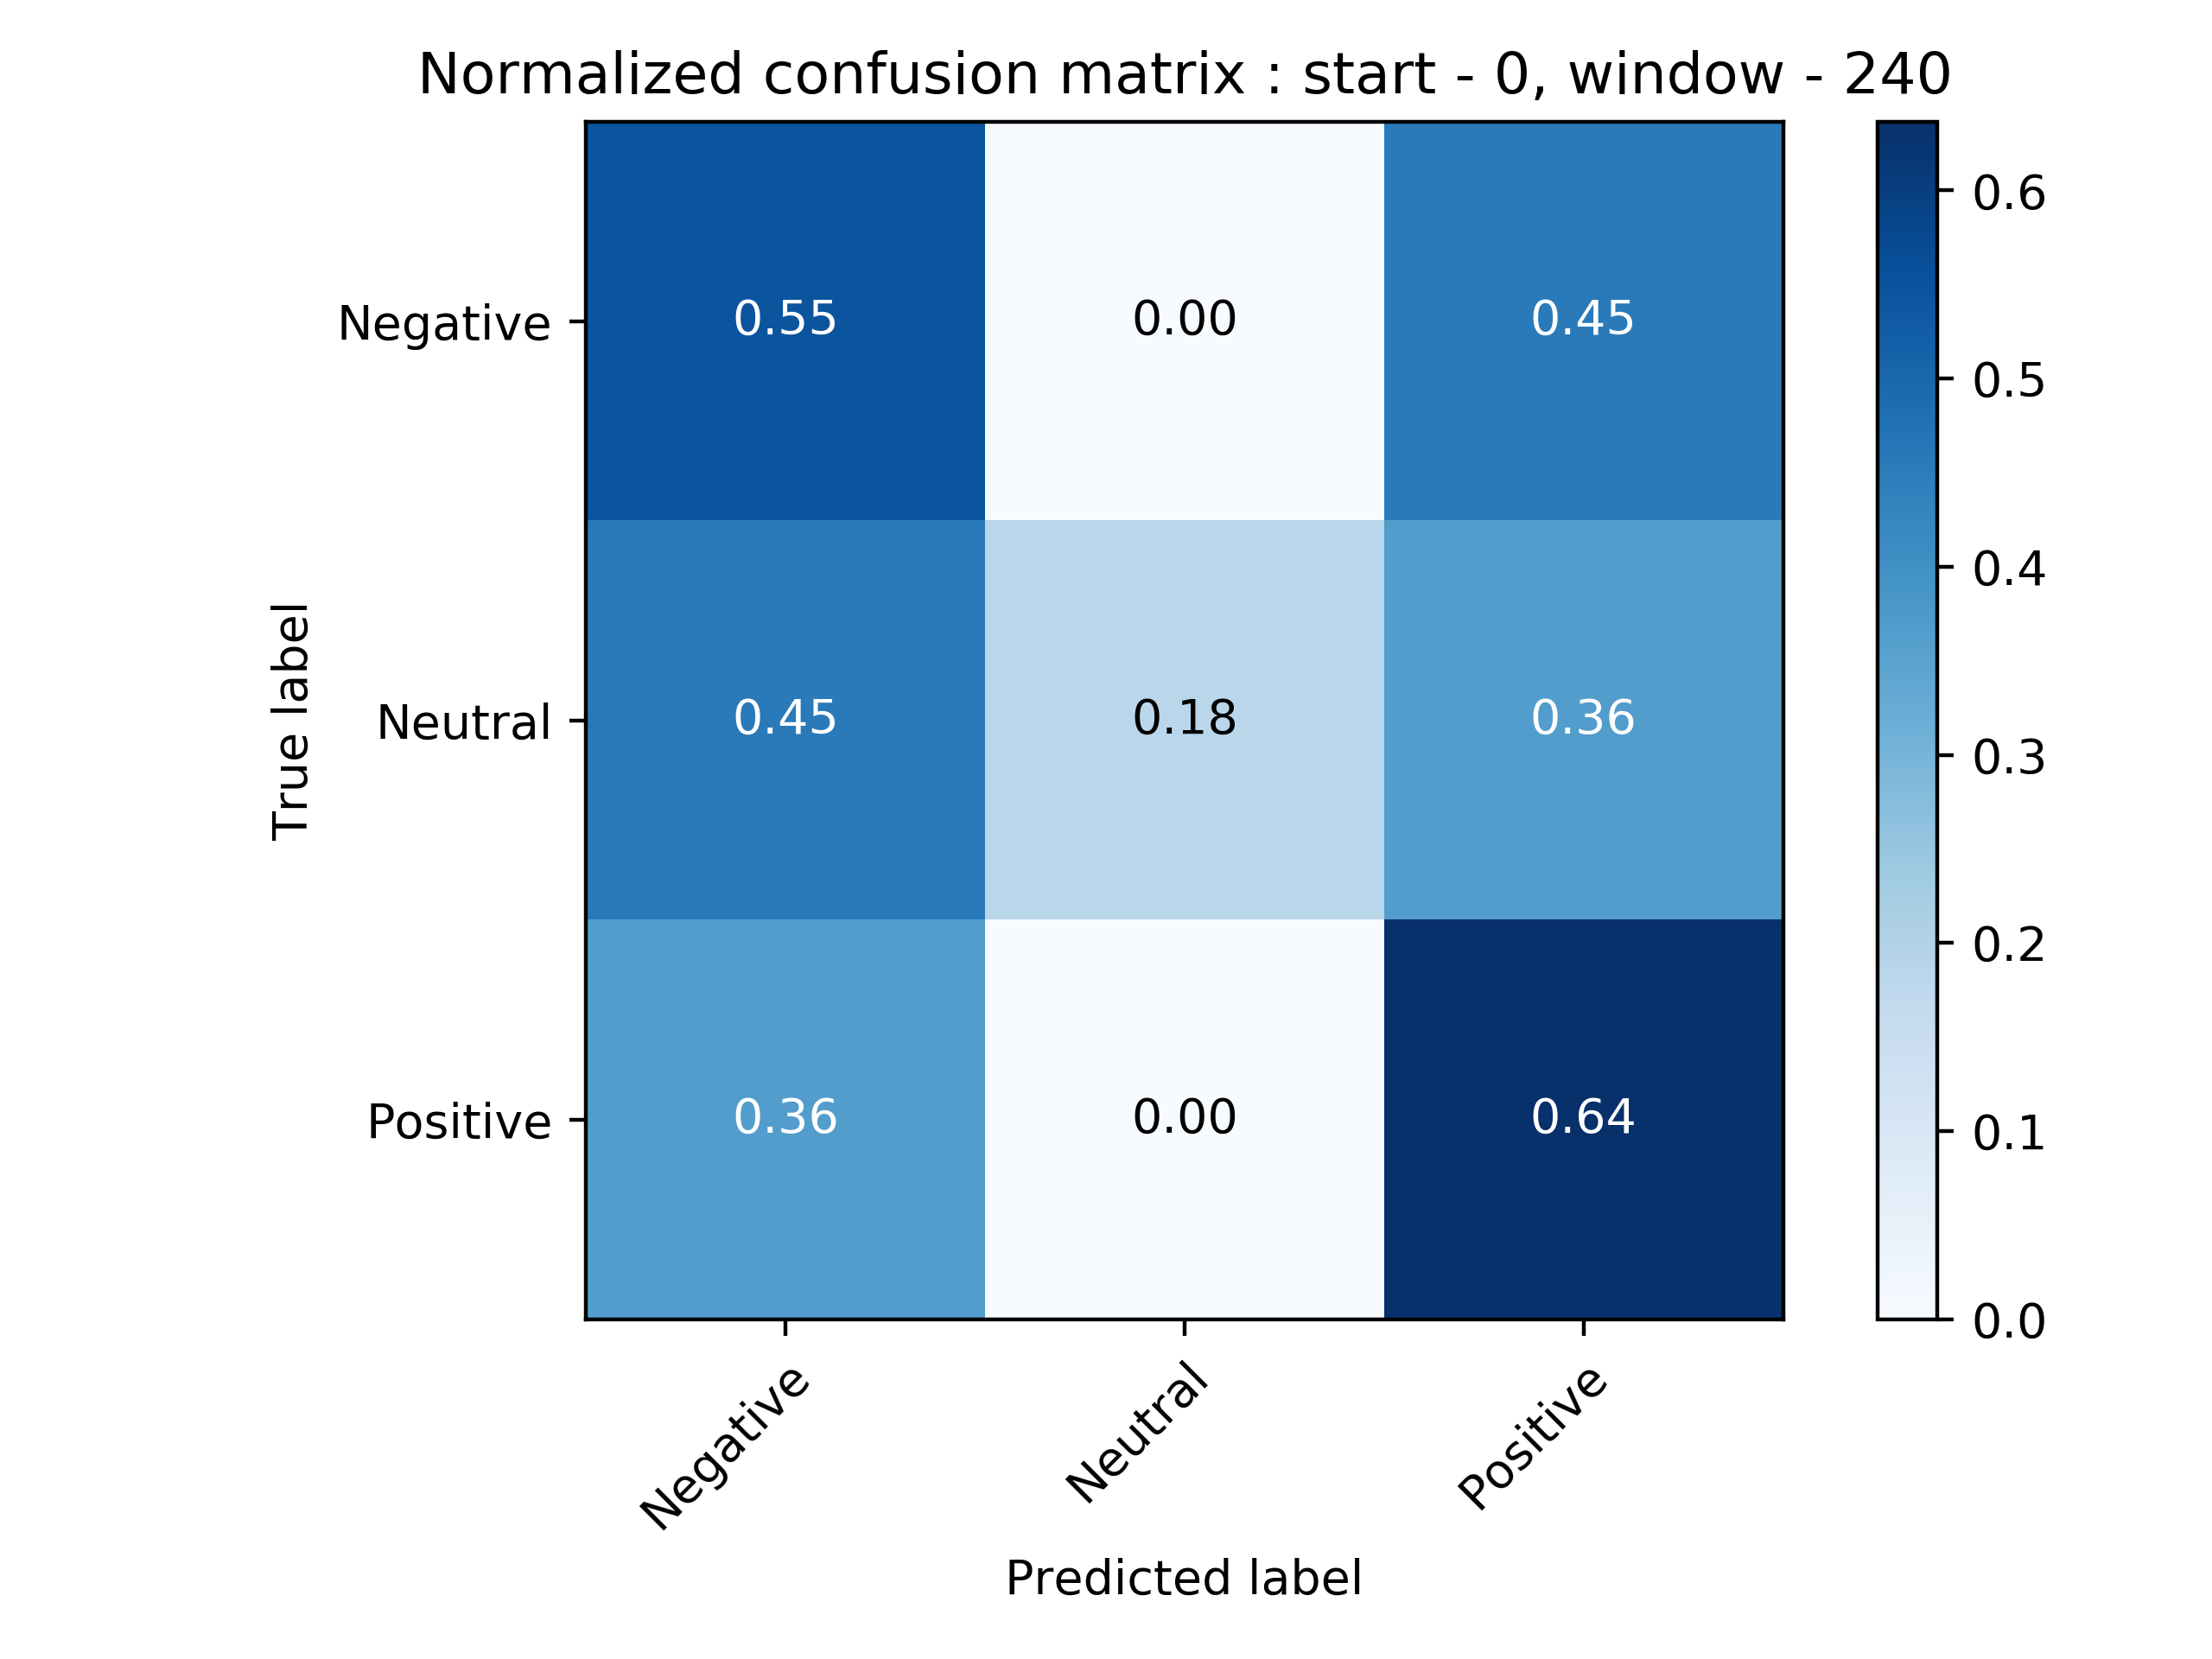 Normalized confusion matrix : start - 0, window - 240
Negative
0.55
0.00
0.45
0.6
0.5
0.4
0.3
0.2
0.1
0.0
True label
Neutral
0.45
0.18
0.36
Positive
0.36
0.00
0.64
Negative
Neutral
Positive
Predicted label